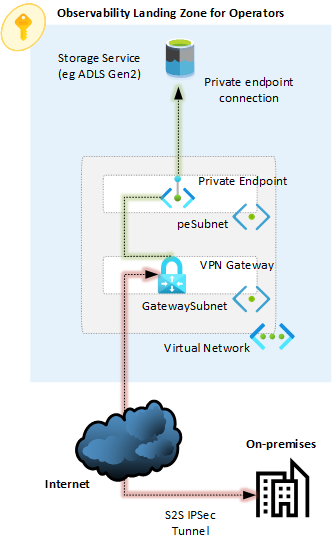 Observability Landing Zone for Operators
Storage Service
(eg ADLS Gen2)
Private endpoint
connection
Private Endpoint
peSubnet
VPN Gateway
GatewaySubnet
Virtual Network
Internet
On-premises
S2S IPSec
Tunnel